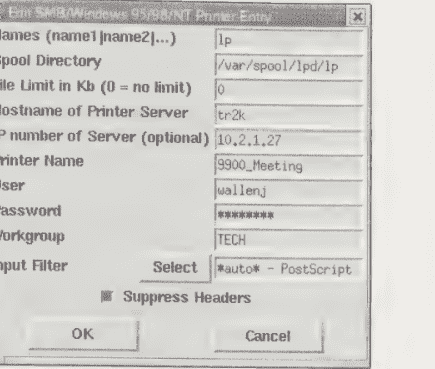 Edit SMB/Windows 95/98/NT Printer Entry
ames (name1|name2|...) lp
pool Directory /var/spool/lpd/lp
ile Limit in Kb (0 = no limit) 0
ostname of Printer Server tr2k
P number of Server (optional) 10.2.1.27
rinter Name 9900_Meeting
ser wallenj
assword ********
orkgroup TECH
nput Filter Select *auto* - PostScript
Suppress Headers
OK Cancel